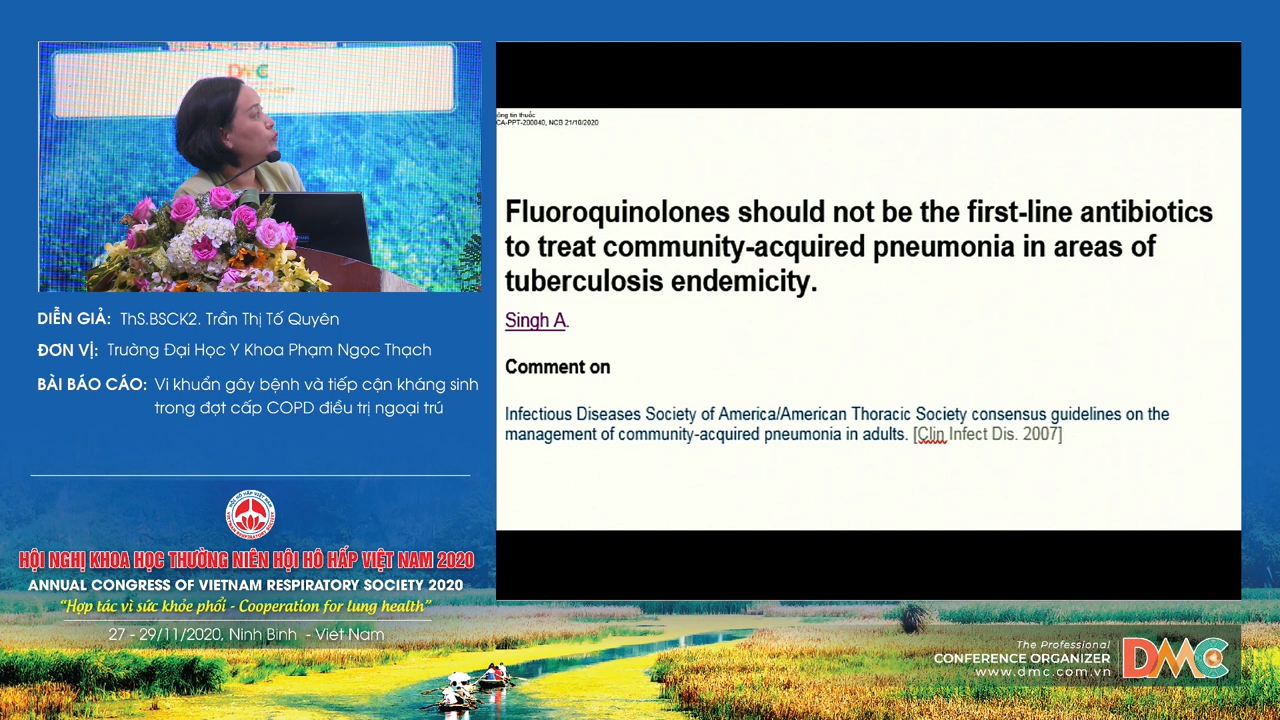 DMC
DIỄN GIẢ: ThS.BSCK2. Trần Thị Tố Quyên
ĐƠN VỊ: Trường Đại Học Y Khoa Phạm Ngọc Thạch
BÀI BÁO CÁO: Vi khuẩn gây bệnh và tiếp cận kháng sinh
trong đợt cấp COPD điều trị ngoại trú
HỘI NGHỊ KHOA HỌC THƯỜNG NIÊN HỘI HÔ HẤP VIỆT NAM 2020
ANNUAL CONGRESS OF VIETNAM RESPIRATORY SOCIETY 2020
“Hợp tác vì sức khỏe phổi - Cooperation for lung health”
27 - 29/11/2020, Ninh Bình - Việt Nam
ông tin thuốc
CA-PPT-200040, NCB 21/10/2020
Fluoroquinolones should not be the first-line antibiotics
to treat community-acquired pneumonia in areas of
tuberculosis endemicity.
Singh A.
Comment on
Infectious Diseases Society of America/American Thoracic Society consensus guidelines on the
management of community-acquired pneumonia in adults. [Clin Infect Dis. 2007]
The Professional
CONFERENCE ORGANIZER
www.dmc.com.vn
DMC